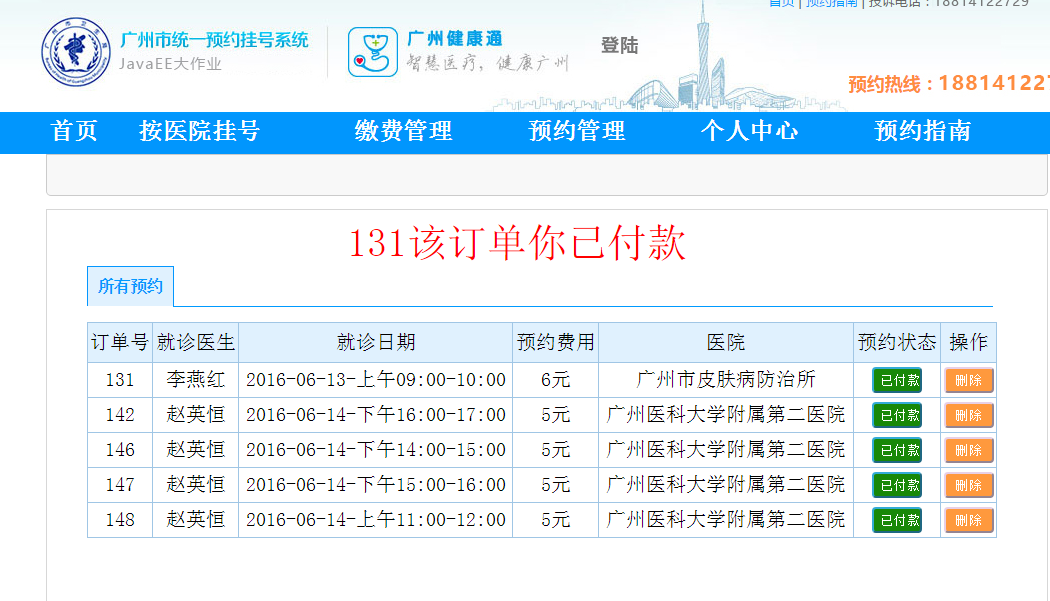 首页 | 预约指南 | 投诉电话：18814122729
广州市统一预约挂号系统
JavaEE大作业
广州健康通
智慧医疗，健康广州
登陆
预约热线：188141227
首页 按医院挂号 缴费管理 预约管理 个人中心 预约指南
131该订单你已付款
所有预约
订单号 就诊医生 就诊日期 预约费用 医院 预约状态 操作
131 李燕红 2016-06-13-上午09:00-10:00 6元 广州市皮肤病防治所 已付款 删除
142 赵英恒 2016-06-14-下午16:00-17:00 5元 广州医科大学附属第二医院 已付款 删除
146 赵英恒 2016-06-14-下午14:00-15:00 5元 广州医科大学附属第二医院 已付款 删除
147 赵英恒 2016-06-14-下午15:00-16:00 5元 广州医科大学附属第二医院 已付款 删除
148 赵英恒 2016-06-14-上午11:00-12:00 5元 广州医科大学附属第二医院 已付款 删除